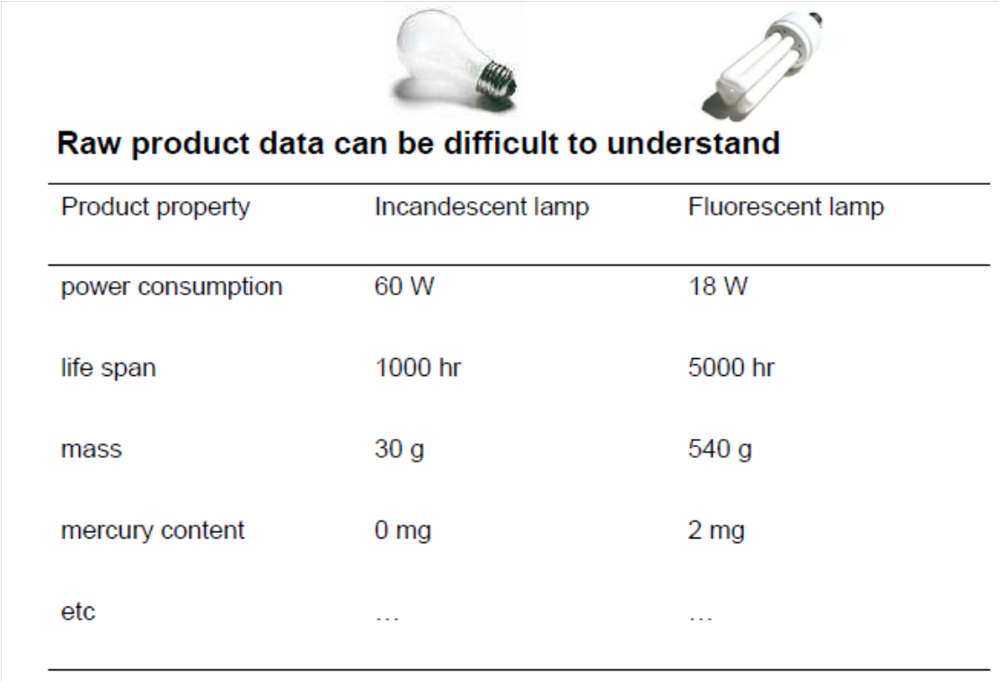 Raw product data can be difficult to understand
Product property Incandescent lamp Fluorescent lamp
power consumption 60 W 18 W
life span 1000 hr 5000 hr
mass 30 g 540 g
mercury content 0 mg 2 mg
etc … …